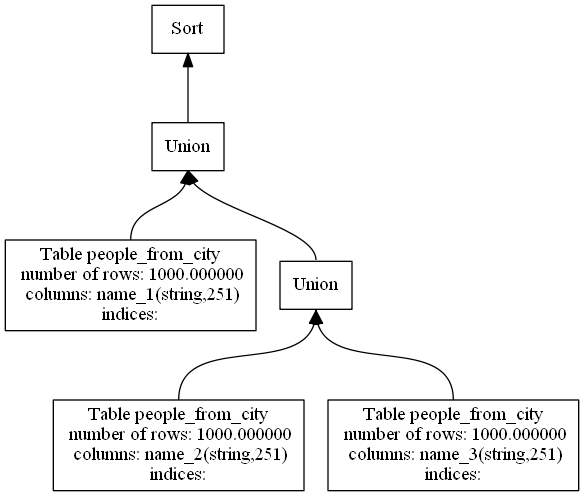 Sort
Union
Table people_from_city
number of rows: 1000.000000
columns: name_1(string,251)
indices:
Union
Table people_from_city
number of rows: 1000.000000
columns: name_2(string,251)
indices:
Table people_from_city
number of rows: 1000.000000
columns: name_3(string,251)
indices: